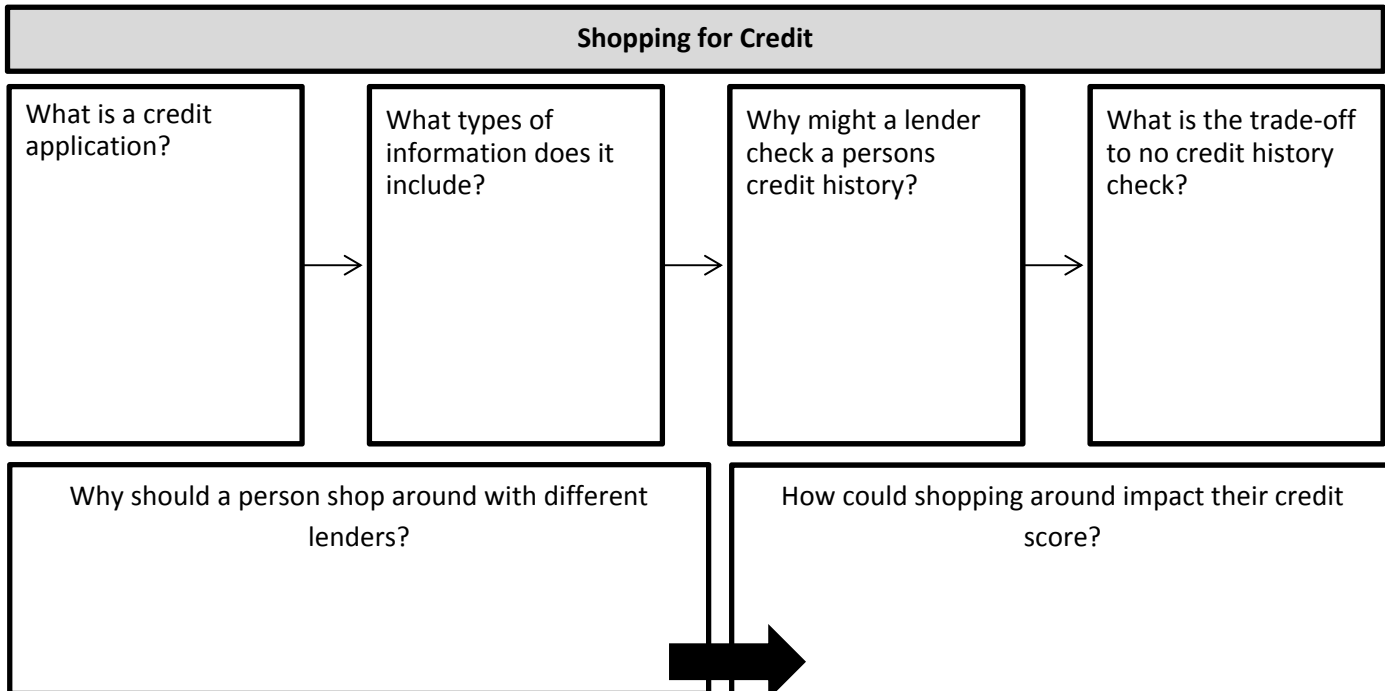 Shopping for Credit
What is a credit
application?
What types of
information does it
include?
Why might a lender
check a persons
credit history?
What is the trade-off
to no credit history
check?
Why should a person shop around with different
lenders?
How could shopping around impact their credit
score?